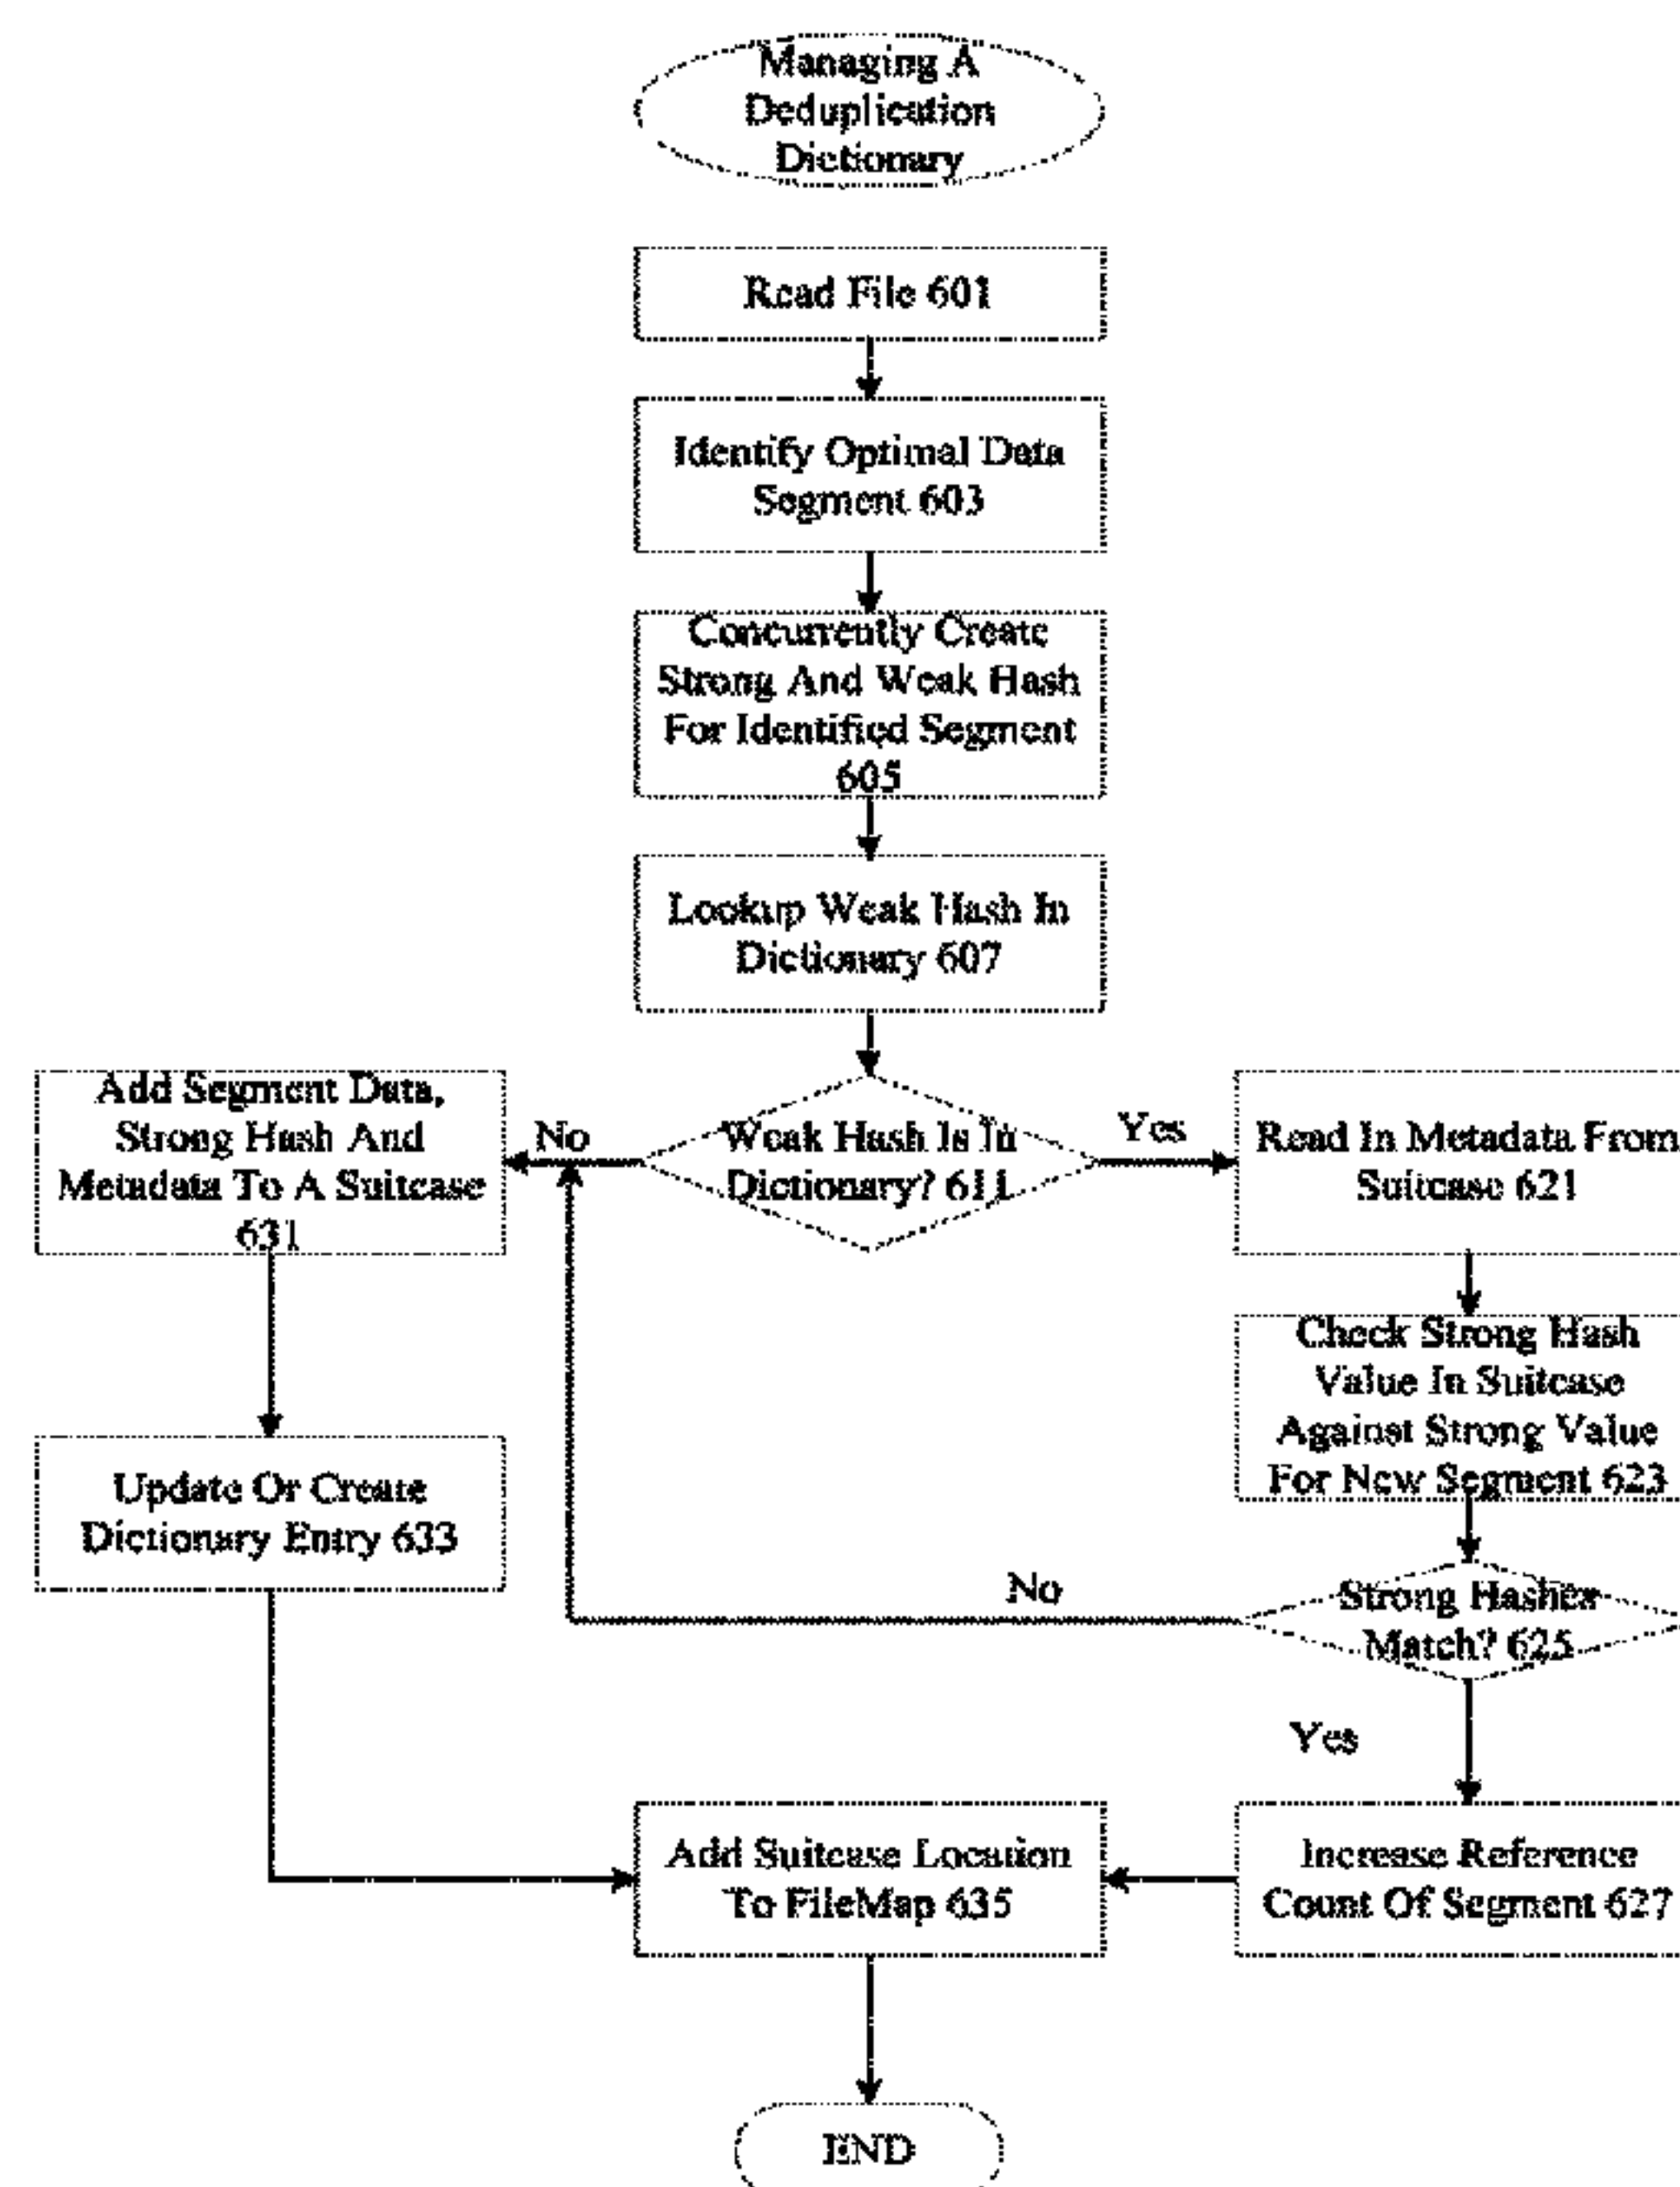 Managing A
Deduplication
Dictionary
Read File 601
Identify Optimal Data
Segment 603
Concurrently Create
Strong And Weak Hash
For Identified Segment
605
Lookup Weak Hash In
Dictionary 607
Add Segment Data,
Strong Hash And
Metadata To A Suitcase
631
No
Weak Hash Is In
Dictionary? 611
Yes
Read In Metadata From
Suitcase 621
Check Strong Hash
Value In Suitcase
Against Strong Value
For New Segment 623
Update Or Create
Dictionary Entry 633
No
Strong Hashes
Match? 625
Yes
Add Suitcase Location
To FileMap 635
Increase Reference
Count Of Segment 627
END